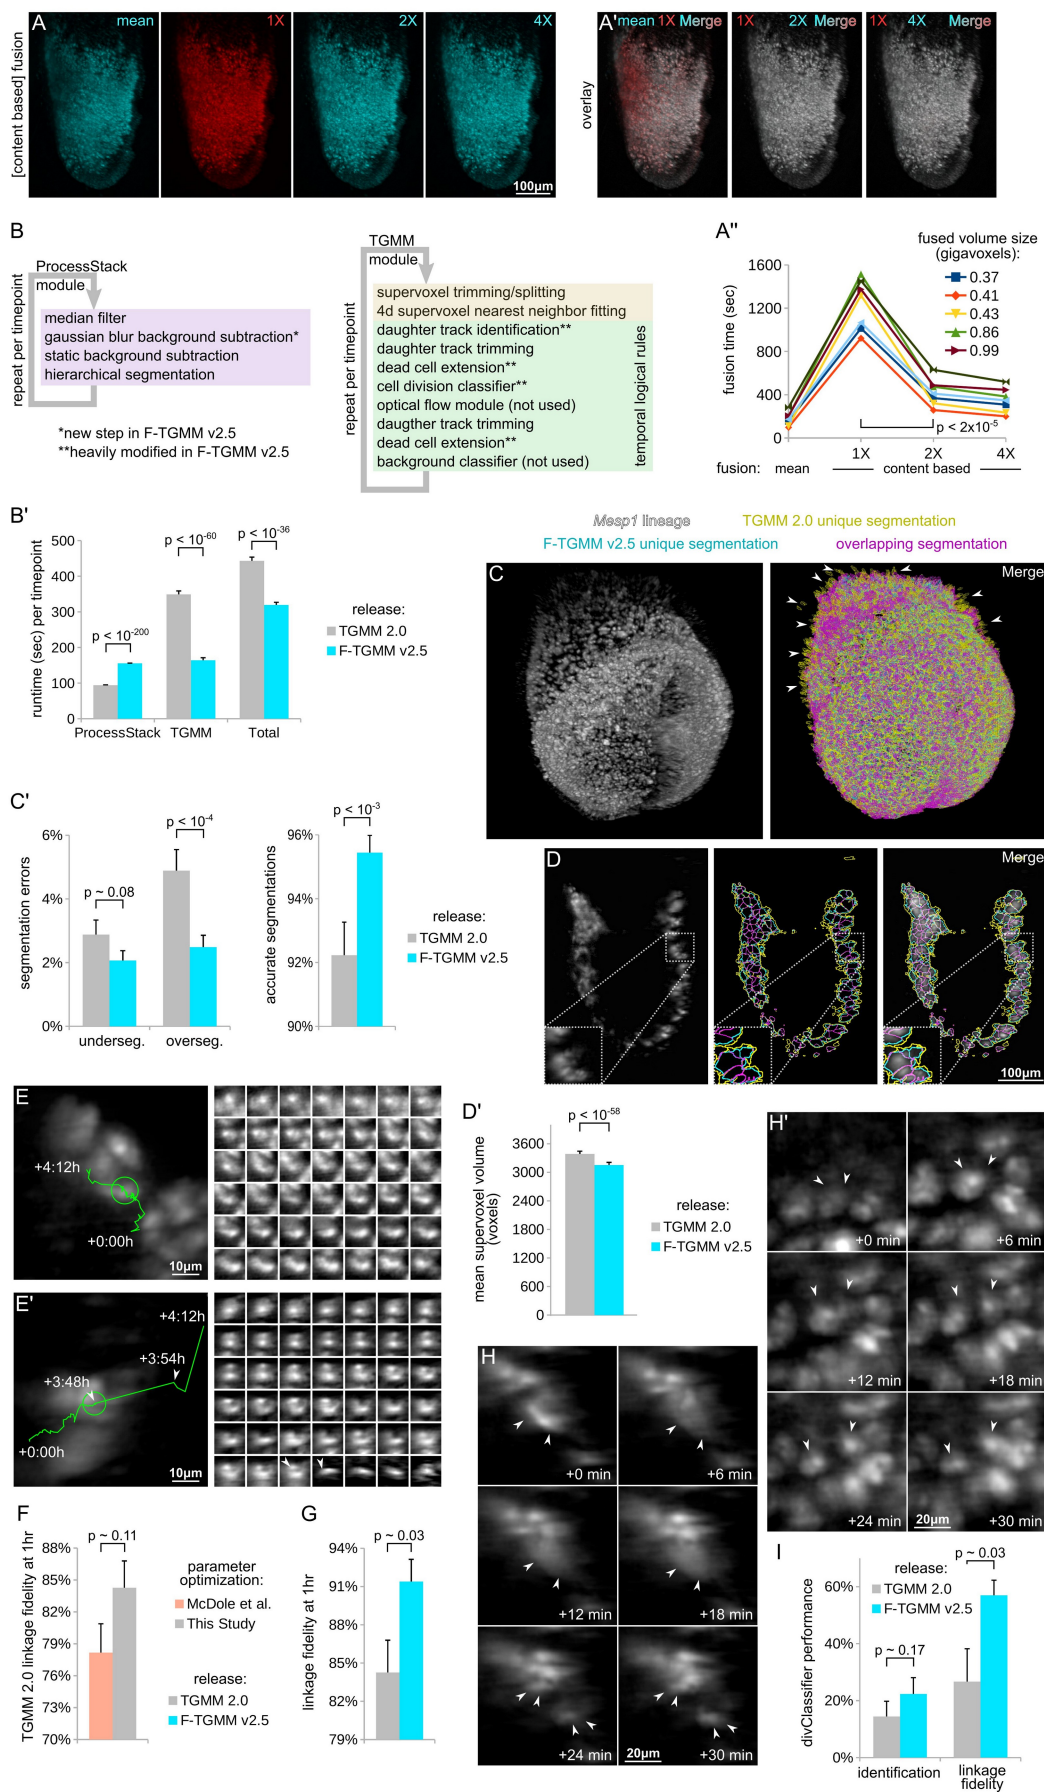 A
mean
1X
2X
4X
[content based] fusion
100µm
A'
mean 1X Merge
1X 2X Merge
1X 4X Merge
overlay
B
ProcessStack
module
repeat per timepoint
median filter
gaussian blur background subtraction*
static background subtraction
hierarchical segmentation
*new step in F-TGMM v2.5
**heavily modified in F-TGMM v2.5
TGMM
module
repeat per timepoint
supervoxel trimming/splitting
4d supervoxel nearest neighbor fitting
daughter track identification**
daughter track trimming
dead cell extension**
cell division classifier**
optical flow module (not used)
daugther track trimming
dead cell extension**
background classifier (not used)
temporal logical rules
A"
fused volume size
(gigavoxels):
0.37
0.41
0.43
0.86
0.99
fusion time (sec)
1600
1200
800
400
0
p < 2x10-5
1X 2X 4X
fusion: mean content based
B'
runtime (sec) per timepoint
500
400
300
200
100
0
p < 10-200
p < 10-60
p < 10-36
ProcessStack TGMM Total
release:
TGMM 2.0
F-TGMM v2.5
Mesp1 lineage
TGMM 2.0 unique segmentation
F-TGMM v2.5 unique segmentation
overlapping segmentation
C
Merge
C'
segmentation errors
6%
4%
2%
0%
p ~ 0.08
p < 10-4
underseg. overseg.
accurate segmentations
96%
94%
92%
90%
p < 10-3
release:
TGMM 2.0
F-TGMM v2.5
D
Merge
100µm
D'
mean supervoxel volume
(voxels)
3600
3000
2400
1800
1200
600
0
p < 10-58
release:
TGMM 2.0
F-TGMM v2.5
E
+4:12h
+0:00h
10µm
E'
+4:12h
+3:54h
+3:48h
+0:00h
10µm
F
TGMM 2.0 linkage fidelity at 1hr
88%
85%
82%
79%
76%
73%
70%
p ~ 0.11
parameter
optimization:
McDole et al.
This Study
release:
TGMM 2.0
F-TGMM v2.5
G
linkage fidelity at 1hr
94%
91%
88%
85%
82%
79%
p ~ 0.03
H
+0 min
+6 min
+12 min
+18 min
+24 min
20µm
+30 min
H'
+0 min
+6 min
+12 min
+18 min
+24 min
20µm
+30 min
I
release:
TGMM 2.0
F-TGMM v2.5
divClassifier performance
60%
40%
20%
0%
p ~ 0.17
p ~ 0.03
identification
linkage
fidelity